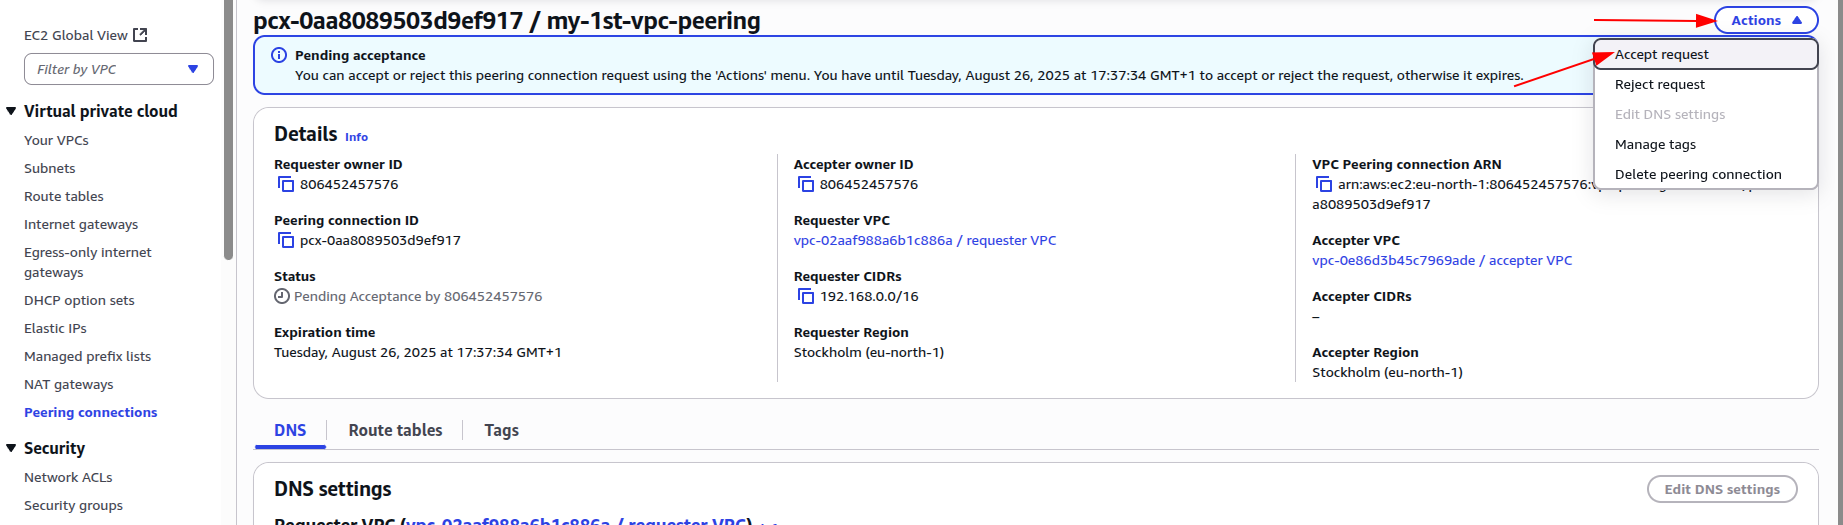 EC2 Global View
Filter by VPC
Virtual private cloud
Your VPCs
Subnets
Route tables
Internet gateways
Egress-only internet
gateways
DHCP option sets
Elastic IPs
Managed prefix lists
NAT gateways
Peering connections
Security
Network ACLs
Security groups
pcx-0aa8089503d9ef917 / my-1st-vpc-peering
Actions
Accept request
Reject request
Edit DNS settings
Manage tags
Delete peering connection
Pending acceptance
You can accept or reject this peering connection request using the 'Actions' menu. You have until Tuesday, August 26, 2025 at 17:37:34 GMT+1 to accept or reject the request, otherwise it expires.
Details Info
Requester owner ID
806452457576
Peering connection ID
pcx-0aa8089503d9ef917
Status
Pending Acceptance by 806452457576
Expiration time
Tuesday, August 26, 2025 at 17:37:34 GMT+1
Accepter owner ID
806452457576
Requester VPC
vpc-02aaf988a6b1c886a / requester VPC
Requester CIDRs
192.168.0.0/16
Requester Region
Stockholm (eu-north-1)
VPC Peering connection ARN
arn:aws:ec2:eu-north-1:806452457576:
a8089503d9ef917
Accepter VPC
vpc-0e86d3b45c7969ade / accepter VPC
Accepter CIDRs
–
Accepter Region
Stockholm (eu-north-1)
DNS
Route tables
Tags
DNS settings
Edit DNS settings
Requester VPC (vpc-02aaf988a6b1c886a / requester VPC)